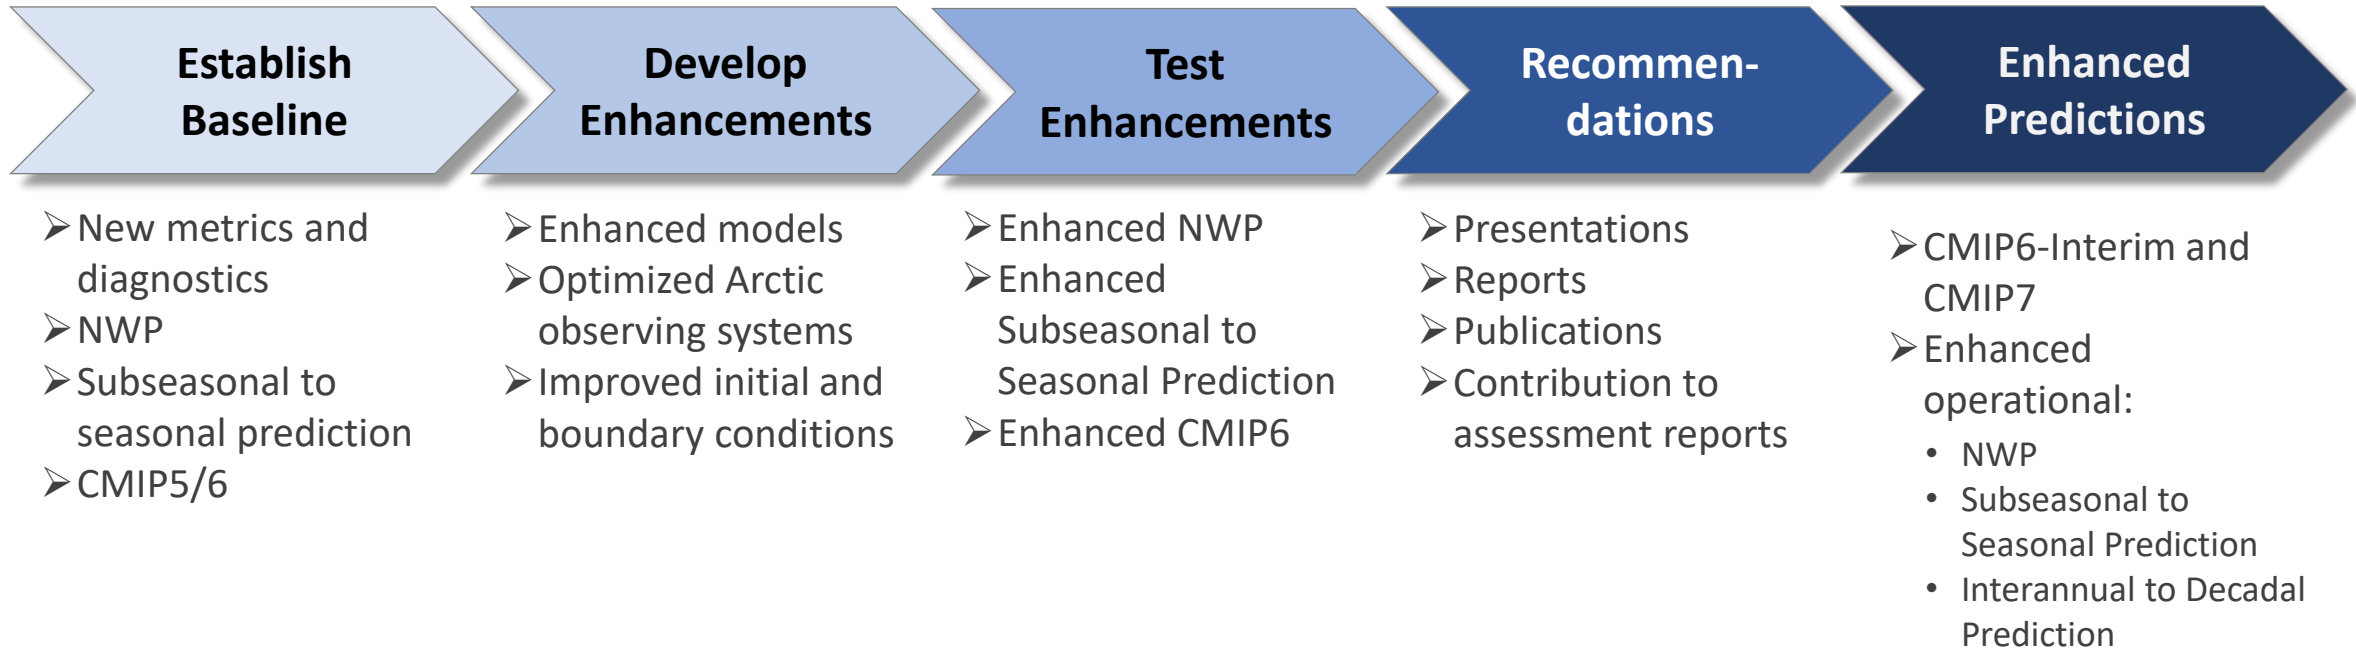 Establish
Baseline
➢New metrics and
diagnostics
➢NWP
➢Subseasonal to
seasonal prediction
➢CMIP5/6
Develop
Enhancements
➢Enhanced models
➢Optimized Arctic
observing systems
➢Improved initial and
boundary conditions
Test
Enhancements
➢Enhanced NWP
➢Enhanced
Subseasonal to
Seasonal Prediction
➢Enhanced CMIP6
Recommen-
dations
➢Presentations
➢Reports
➢Publications
➢Contribution to
assessment reports
Enhanced
Predictions
➢CMIP6-Interim and
CMIP7
➢Enhanced
operational:
• NWP
• Subseasonal to
Seasonal Prediction
• Interannual to Decadal
Prediction